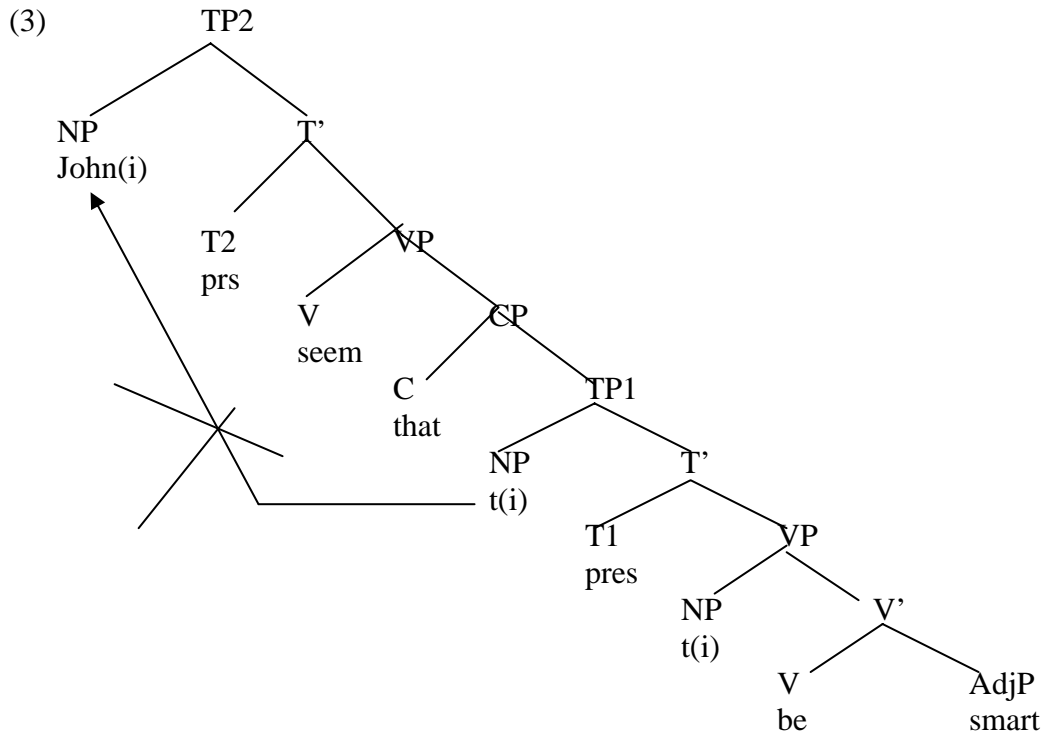 (3) TP2
NP T’
John(i)
T2 VP
prs
V CP
seem
C TP1
that
NP T’
t(i)
T1 VP
pres
NP V’
t(i)
V AdjP
be smart